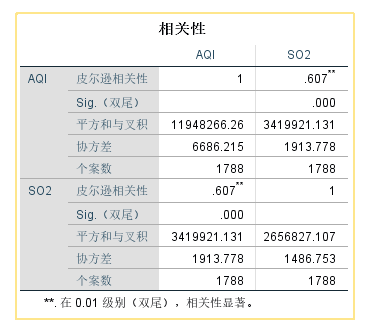 相关性
AQI SO2
AQI 皮尔逊相关性 1 .607**
Sig.（双尾） .000
平方和与叉积 11948266.26 3419921.131
协方差 6686.215 1913.778
个案数 1788 1788
SO2 皮尔逊相关性 .607** 1
Sig.（双尾） .000
平方和与叉积 3419921.131 2656827.107
协方差 1913.778 1486.753
个案数 1788 1788
**. 在 0.01 级别（双尾），相关性显著。